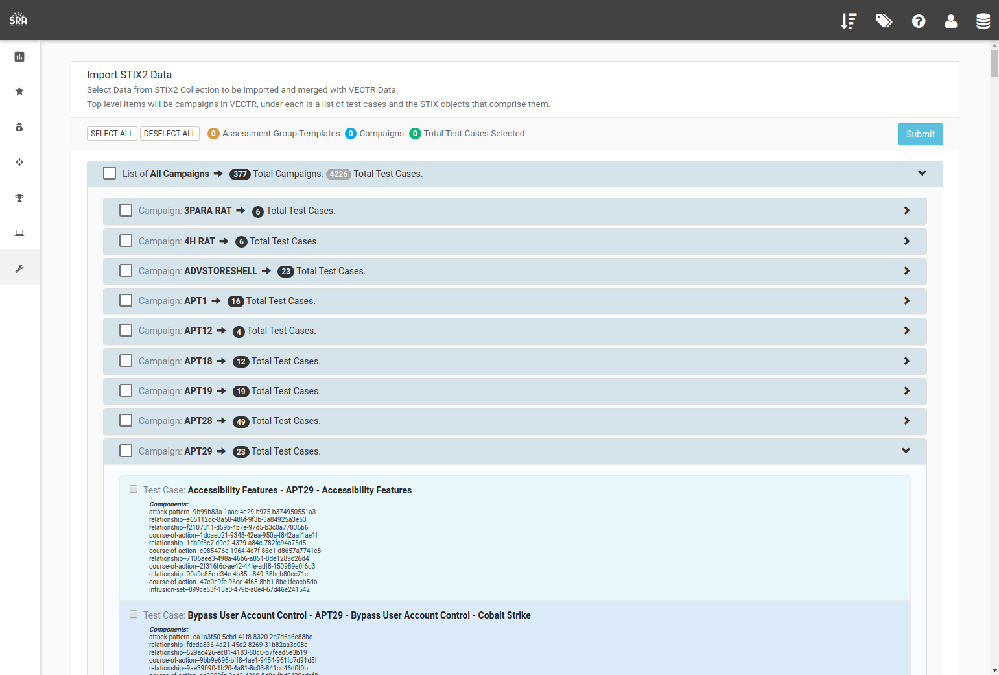 SRA
Import STIX2 Data
Select Data from STIX2 Collection to be imported and merged with VECTR Data.
Top level items will be campaigns in VECTR, under each is a list of test cases and the STIX objects that comprise them.
SELECT ALL DESELECT ALL 0 Assessment Group Templates. 0 Campaigns. 0 Total Test Cases Selected. Submit
List of All Campaigns 377 Total Campaigns. 4226 Total Test Cases.
Campaign: 3PARA RAT 6 Total Test Cases.
Campaign: 4H RAT 6 Total Test Cases.
Campaign: ADVSTORESHELL 23 Total Test Cases.
Campaign: APT1 16 Total Test Cases.
Campaign: APT12 4 Total Test Cases.
Campaign: APT18 12 Total Test Cases.
Campaign: APT19 19 Total Test Cases.
Campaign: APT28 49 Total Test Cases.
Campaign: APT29 23 Total Test Cases.
Test Case: Accessibility Features - APT29 - Accessibility Features
Components:
attack-pattern--9b99b83a-1aac-4e29-b975-b374950551a3
relationship--e65112dc-8a58-486f-9f3b-5a84925a3e53
relationship--f2107311-d59b-4b7e-97d5-b3c0a77835b6
course-of-action--1dcaeb21-9348-42ea-950a-f842aaf1ae1f
relationship--1da0f3c7-d9e2-4379-a84c-782fc94a75d5
course-of-action--c085476e-1964-4d7f-86e1-d8657a7741e8
relationship--7106aee3-498a-46b6-a851-8de1289c26d4
course-of-action--2f316f6c-ae42-44fe-adf8-150989e0f6d3
relationship--00a9c85e-e34e-4b85-a849-38bcb80cc71c
course-of-action--47e0e9fe-96ce-4f65-8bb1-8be1feacb5db
intrusion-set--899ce53f-13a0-479b-a0e4-67d46e241542
Test Case: Bypass User Account Control - APT29 - Bypass User Account Control - Cobalt Strike
Components:
attack-pattern--ca1a3f50-5ebd-41f8-8320-2c7d6a6e88be
relationship--fdcda836-4a21-45d2-8269-31b82aa3c08e
relationship--629ac426-ec81-4183-80c0-b7fead5e3b19
course-of-action--9bb9e696-bff8-4ae1-9454-961fc7d91d5f
relationship--9ae39090-1b20-4a81-8c03-841cd46d0f0b